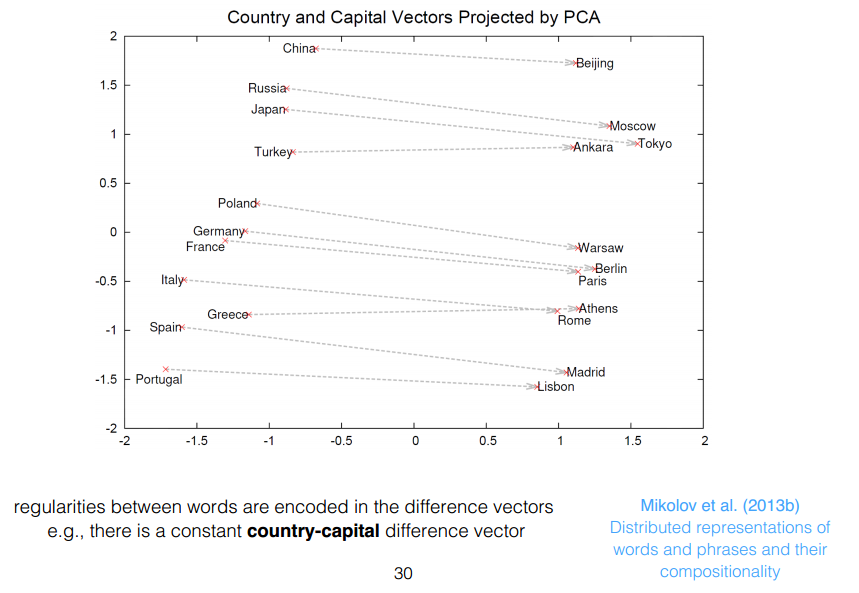 Country and Capital Vectors Projected by PCA
2
1.5
1
0.5
0
-0.5
-1
-1.5
-2
-2
-1.5
-1
-0.5
0
0.5
1
1.5
2
China
Beijing
Russia
Japan
Moscow
Tokyo
Turkey
Ankara
Poland
Germany
France
Warsaw
Berlin
Paris
Italy
Greece
Athens
Rome
Spain
Madrid
Portugal
Lisbon
regularities between words are encoded in the difference vectors
e.g., there is a constant country-capital difference vector
Mikolov et al. (2013b)
Distributed representations of
words and phrases and their
compositionality
30